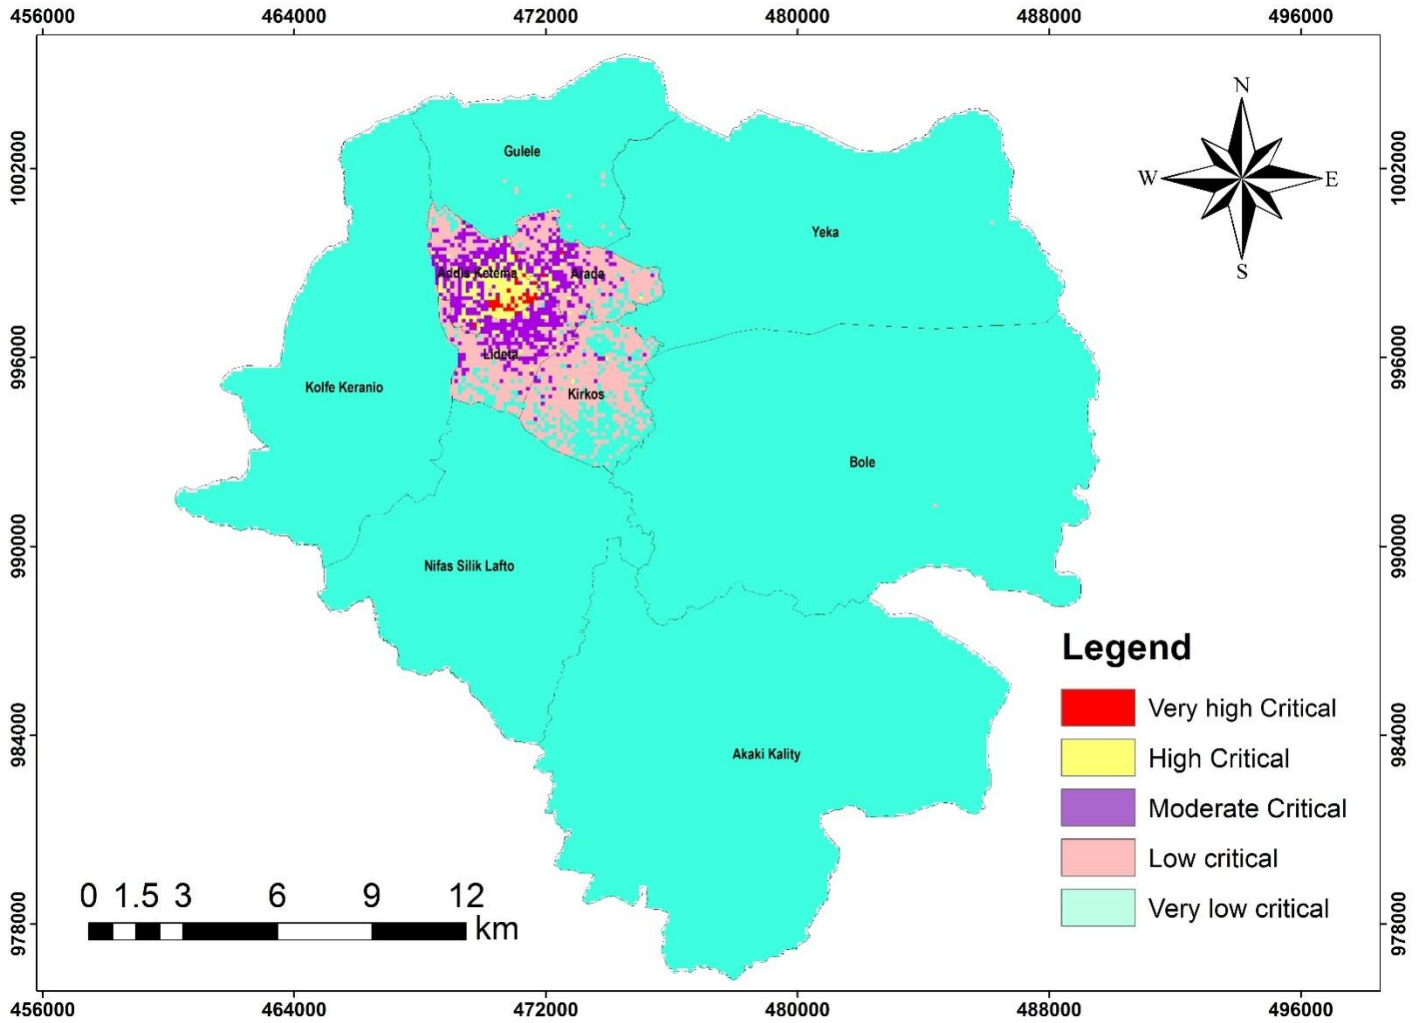 456000 464000 472000 480000 488000 496000
N
W E
S
1002000 1002000
996000 996000
990000 990000
984000 984000
978000 978000
Gulele
Yeka
Addis Ketema
Arada
Lideta
Kolfe Keranio
Kirkos
Bole
Nifas Silik Lafto
Akaki Kality
Legend
Very high Critical
High Critical
Moderate Critical
Low critical
Very low critical
0 1.5 3 6 9 12
km
456000 464000 472000 480000 488000 496000